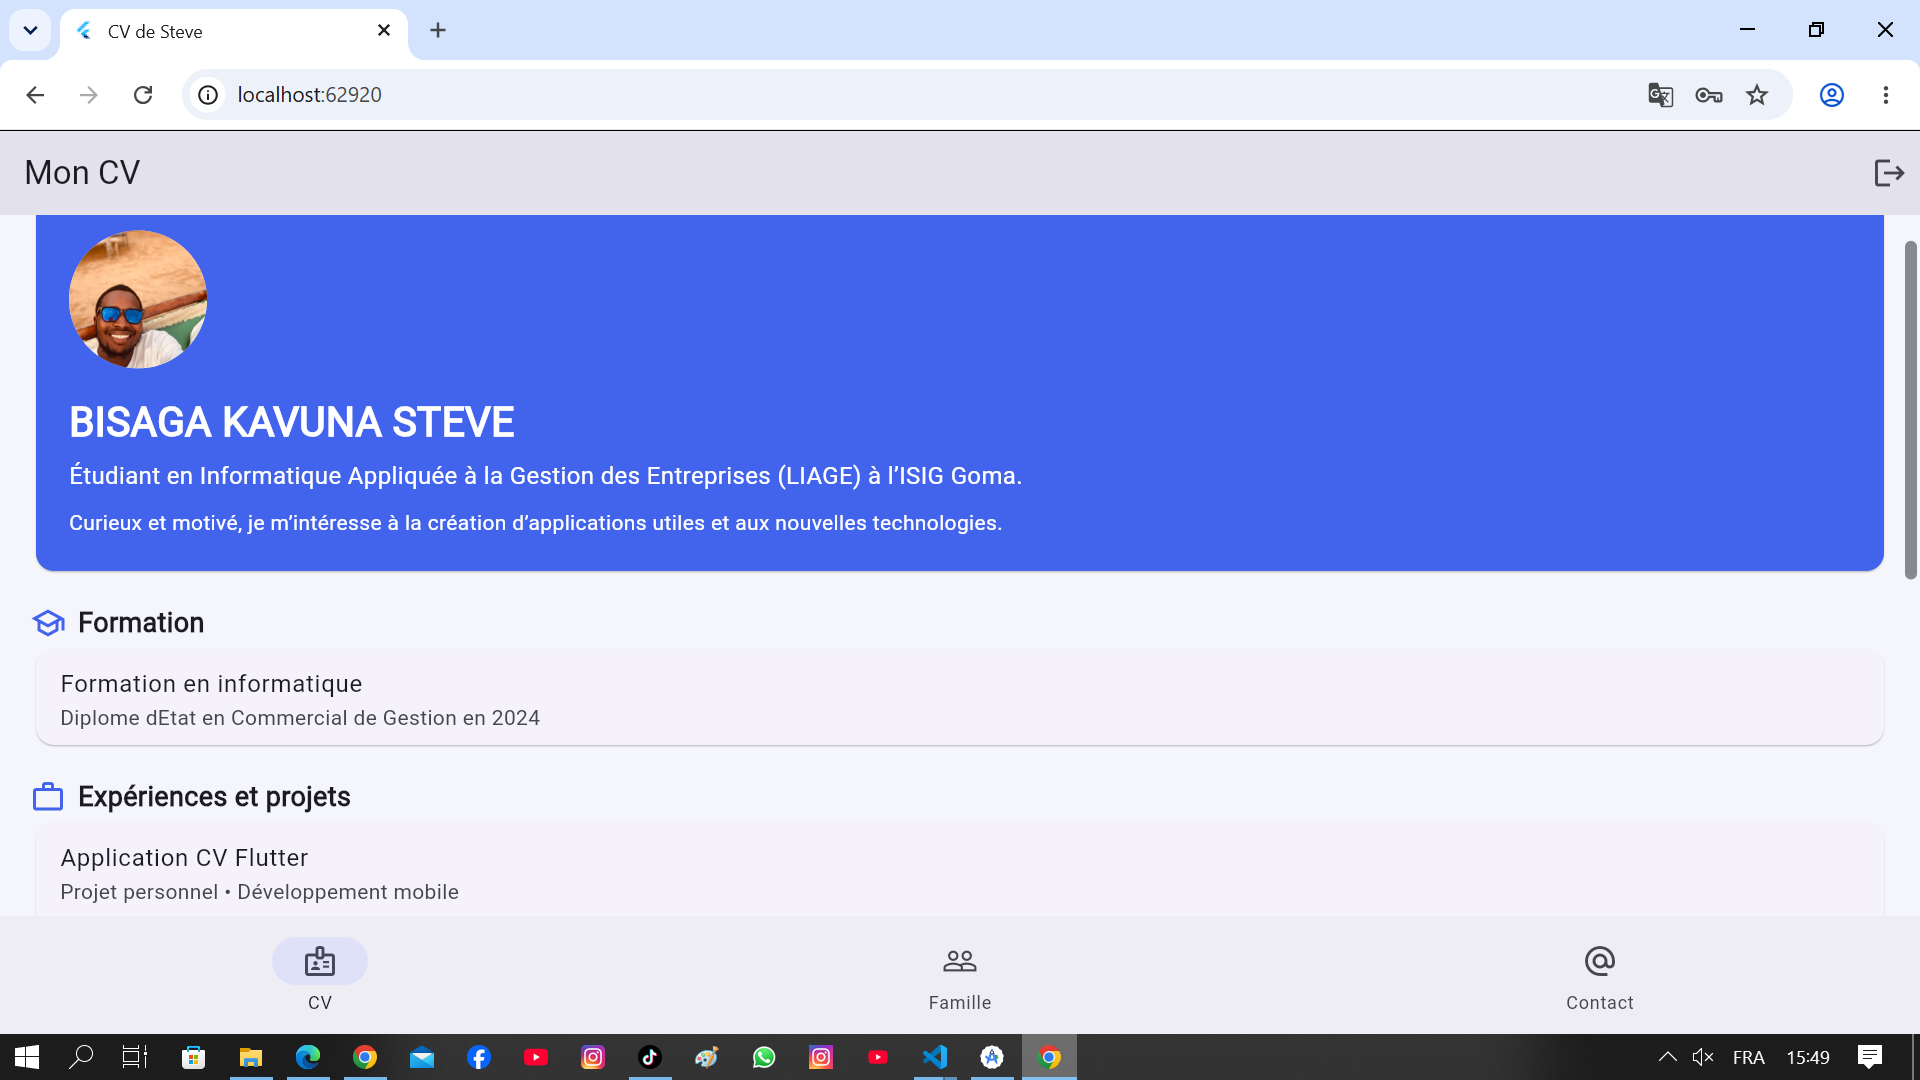 CV de Steve
localhost:62920
Mon CV
BISAGA KAVUNA STEVE
Étudiant en Informatique Appliquée à la Gestion des Entreprises (LIAGE) à l’ISIG Goma.
Curieux et motivé, je m’intéresse à la création d’applications utiles et aux nouvelles technologies.
Formation
Formation en informatique
Diplome dEtat en Commercial de Gestion en 2024
Expériences et projets
Application CV Flutter
Projet personnel • Développement mobile
CV
Famille
Contact
FRA
15:49